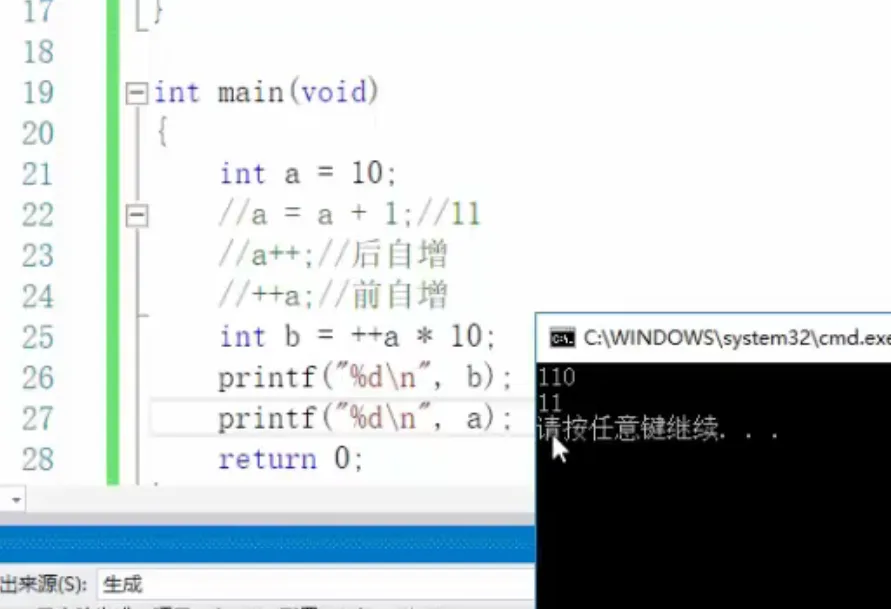 17 }
18
19 int main(void)
20 {
21 int a = 10;
22 //a = a + 1;//11
23 //a++;//后自增
24 //++a;//前自增
25 int b = ++a * 10;
26 printf("%d\n", b);
27 printf("%d\n", a);
28 return 0;
C:\WINDOWS\system32\cmd.exe
110
11
请按任意键继续. . .
出来源(S): 生成